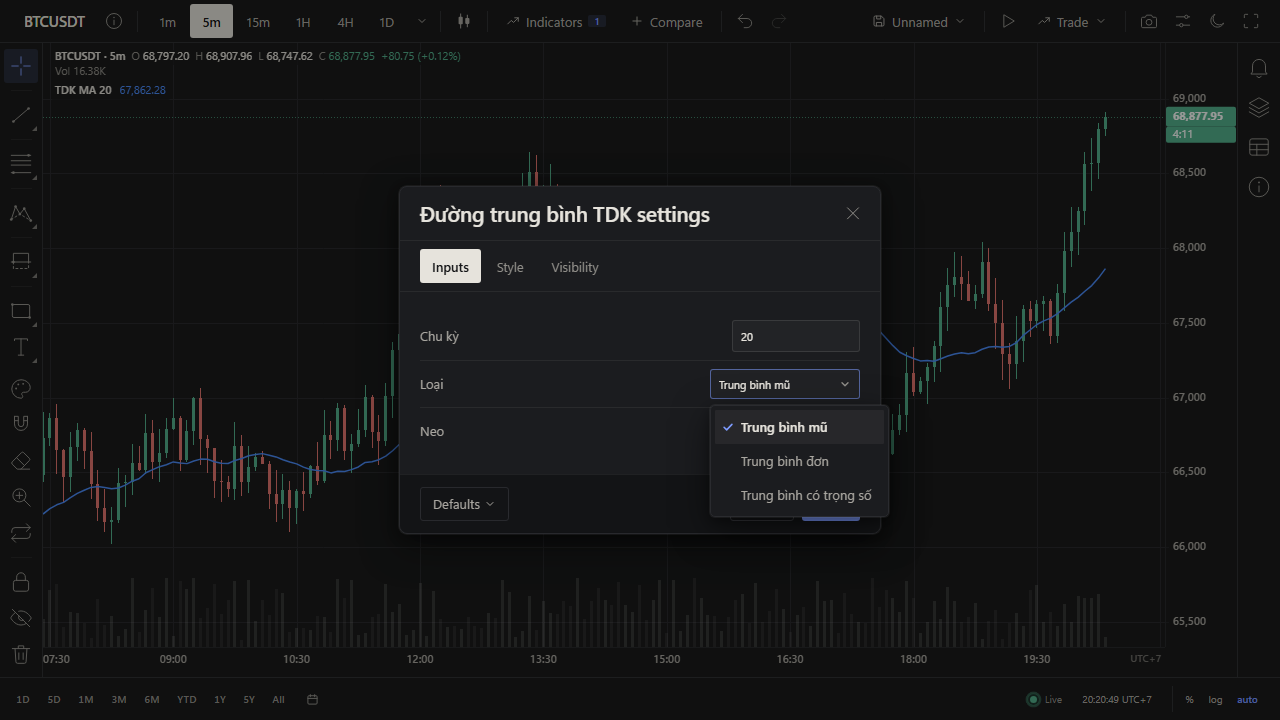 BTCUSDT 1m 5m 15m 1H 4H 1D Indicators 1 Compare Unnamed Trade
BTCUSDT · 5m O 68,797.20 H 68,907.96 L 68,747.62 C 68,877.95 +80.75 (+0.12%)
Vol 16.38K
TDK MA 20 67,862.28
69,000
68,877.95
4:11
68,500
68,000
67,500
67,000
66,500
66,000
65,500
Đường trung bình TDK settings
Inputs Style Visibility
Chu kỳ 20
Loại Trung bình mũ
Neo
Trung bình mũ
Trung bình đơn
Trung bình có trọng số
Defaults
07:30 09:00 10:30 12:00 13:30 15:00 16:30 18:00 19:30 UTC+7
1D 5D 1M 3M 6M YTD 1Y 5Y All Live 20:20:49 UTC+7 % log auto